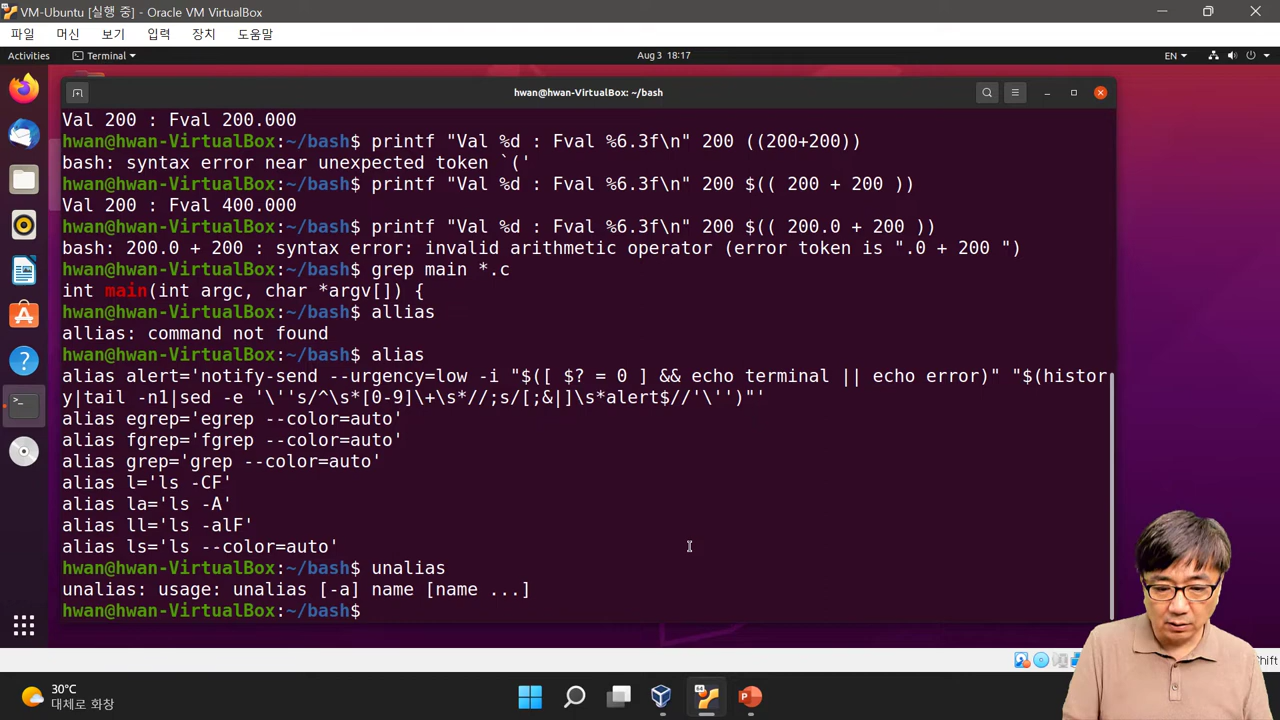 VM-Ubuntu [실행 중] - Oracle VM VirtualBox
파일 머신 보기 입력 장치 도움말
Activities Terminal Aug 3 18:17 EN
hwan@hwan-VirtualBox: ~/bash
Val 200 : Fval 200.000
hwan@hwan-VirtualBox:~/bash$ printf "Val %d : Fval %6.3f\n" 200 ((200+200))
bash: syntax error near unexpected token `('
hwan@hwan-VirtualBox:~/bash$ printf "Val %d : Fval %6.3f\n" 200 $(( 200 + 200 ))
Val 200 : Fval 400.000
hwan@hwan-VirtualBox:~/bash$ printf "Val %d : Fval %6.3f\n" 200 $(( 200.0 + 200 ))
bash: 200.0 + 200 : syntax error: invalid arithmetic operator (error token is ".0 + 200 ")
hwan@hwan-VirtualBox:~/bash$ grep main *.c
int main(int argc, char *argv[]) {
hwan@hwan-VirtualBox:~/bash$ allias
allias: command not found
hwan@hwan-VirtualBox:~/bash$ alias
alias alert='notify-send --urgency=low -i "$([ $? = 0 ] && echo terminal || echo error)" "$(histor
y|tail -n1|sed -e '\''s/^\s*[0-9]\+\s*//;s/[;&|]\s*alert$//'\'')"'
alias egrep='egrep --color=auto'
alias fgrep='fgrep --color=auto'
alias grep='grep --color=auto'
alias l='ls -CF'
alias la='ls -A'
alias ll='ls -alF'
alias ls='ls --color=auto'
hwan@hwan-VirtualBox:~/bash$ unalias
unalias: usage: unalias [-a] name [name ...]
hwan@hwan-VirtualBox:~/bash$
Shift
30°C
대체로 화창